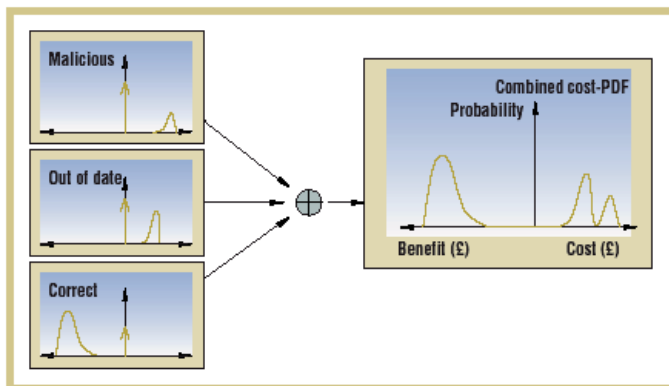 Malicious
Out of date
Correct
Combined cost-PDF
Probability
Benefit (£)
Cost (£)